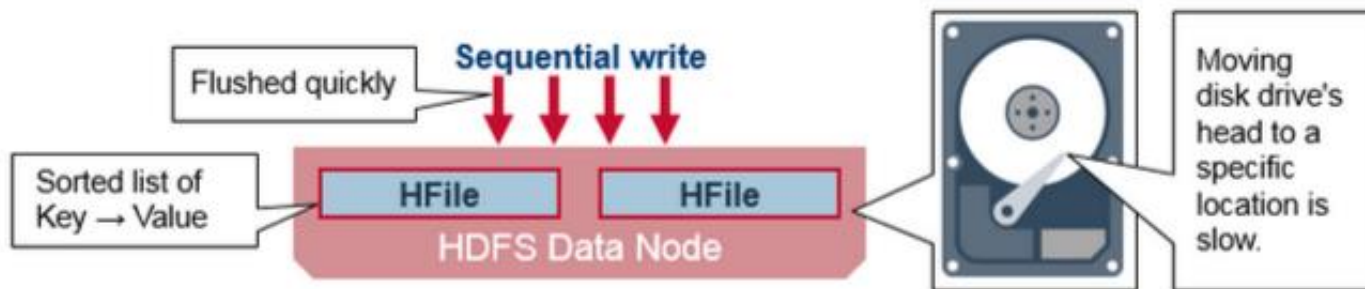 Sequential write
Flushed quickly
Sorted list of
Key → Value
HFile
HFile
HDFS Data Node
Moving
disk drive's
head to a
specific
location is
slow.